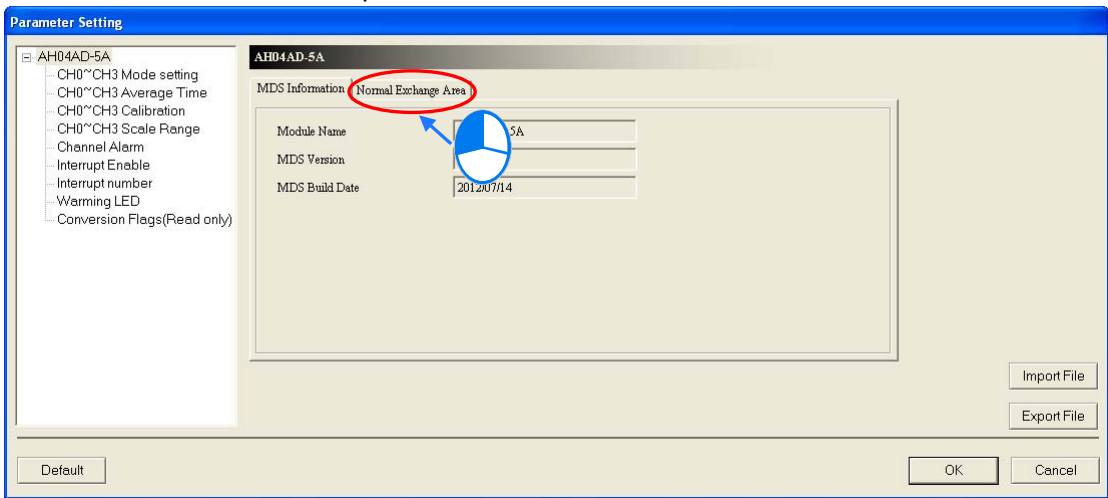 Parameter Setting
AH04AD-5A
CH0~CH3 Mode setting
CH0~CH3 Average Time
CH0~CH3 Calibration
CH0~CH3 Scale Range
Channel Alarm
Interrupt Enable
Interrupt number
Warming LED
Conversion Flags(Read only)
AH04AD-5A
MDS Information Normal Exchange Area
Module Name 5A
MDS Version
MDS Build Date 2012/07/14
Import File
Export File
Default OK Cancel